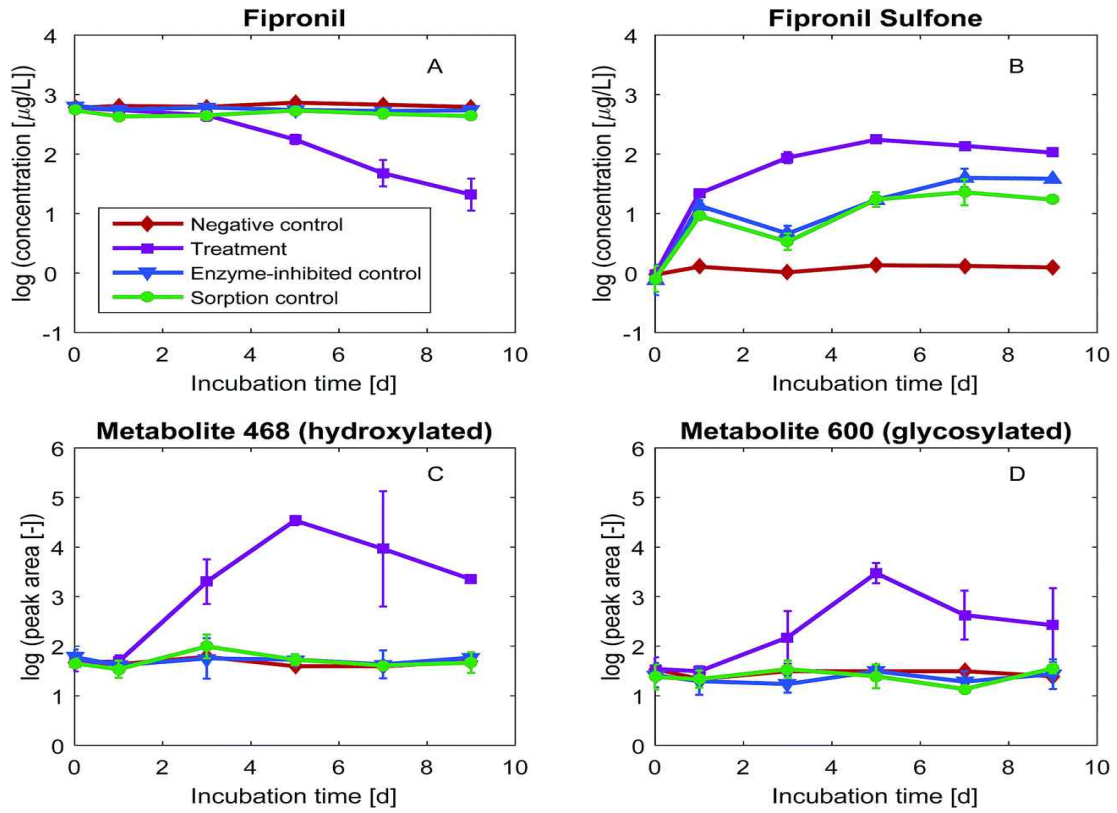 Fipronil
A
log (concentration [µg/L])
4
3
2
1
0
-1
Negative control
Treatment
Enzyme-inhibited control
Sorption control
0 2 4 6 8 10
Incubation time [d]
Fipronil Sulfone
B
log (concentration [µg/L])
4
3
2
1
0
-1
0 2 4 6 8 10
Incubation time [d]
Metabolite 468 (hydroxylated)
C
log (peak area [-])
6
5
4
3
2
1
0
0 2 4 6 8 10
Incubation time [d]
Metabolite 600 (glycosylated)
D
log (peak area [-])
6
5
4
3
2
1
0
0 2 4 6 8 10
Incubation time [d]